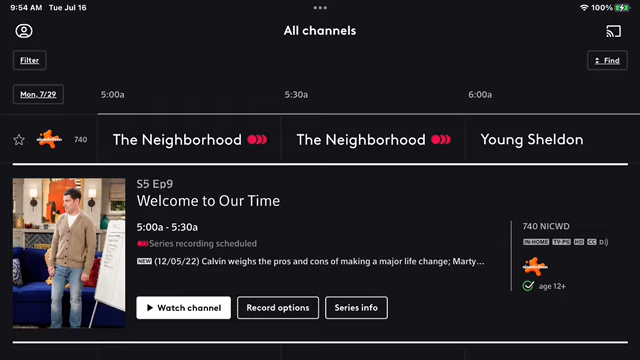 9:54 AM Tue Jul 16
100%
All channels
Filter
Find
Mon, 7/29
5:00a
5:30a
6:00a
nickelodeon
740
The Neighborhood
The Neighborhood
Young Sheldon
S5 Ep9
Welcome to Our Time
5:00a - 5:30a
Series recording scheduled
NEW (12/05/22) Calvin weighs the pros and cons of making a major life change; Marty...
740 NICWD
IN-HOME TV-PG HD CC D))
nickelodeon
age 12+
Watch channel
Record options
Series info